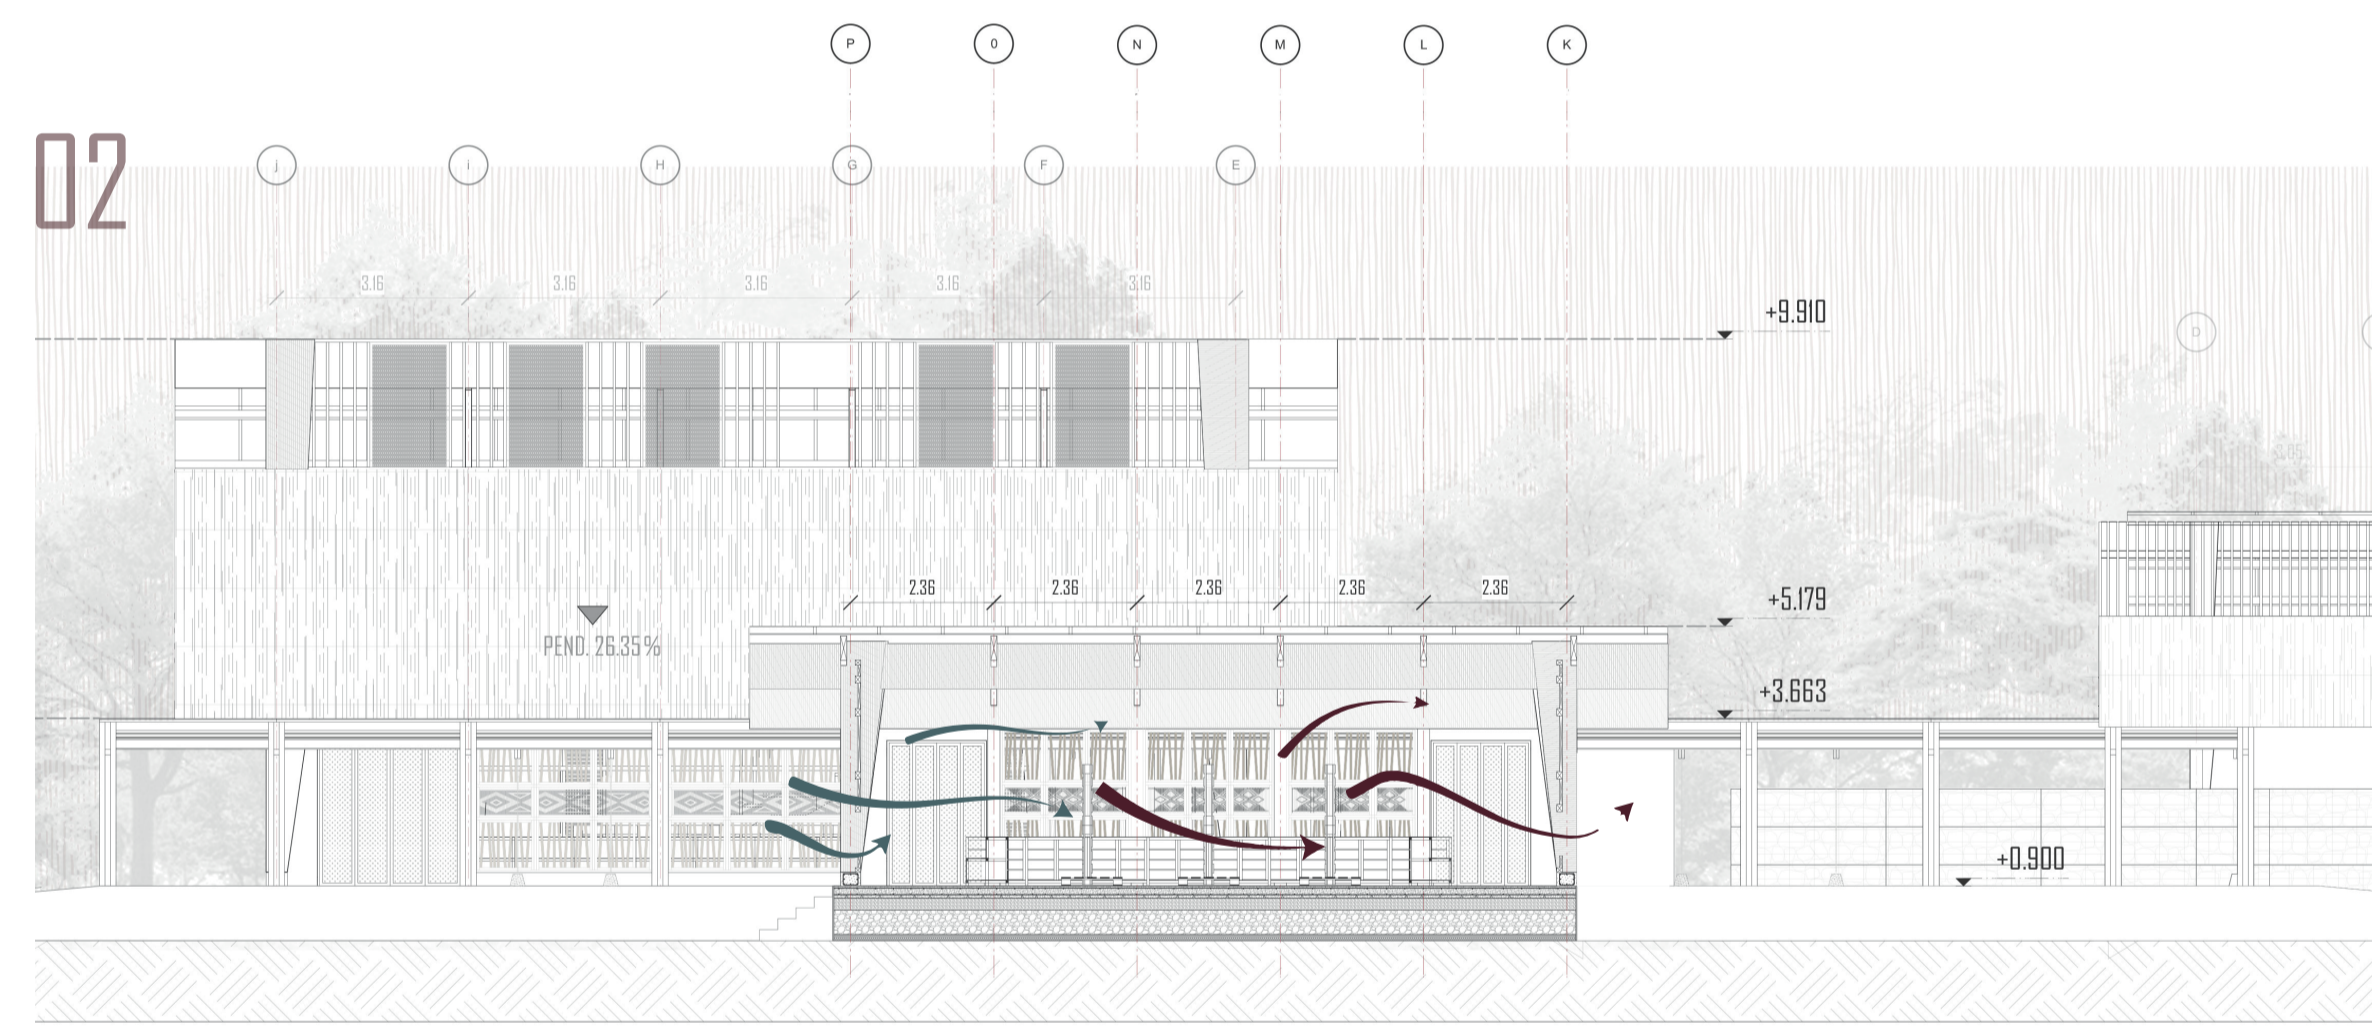 P 0 N M L K
02
j i H G F E
3.16 3.16 3.16 3.16 3.16
+9.910
D
2.36 2.36 2.36 2.36 2.36
+5.179
PEND. 26.35%
+3.663
+0.900